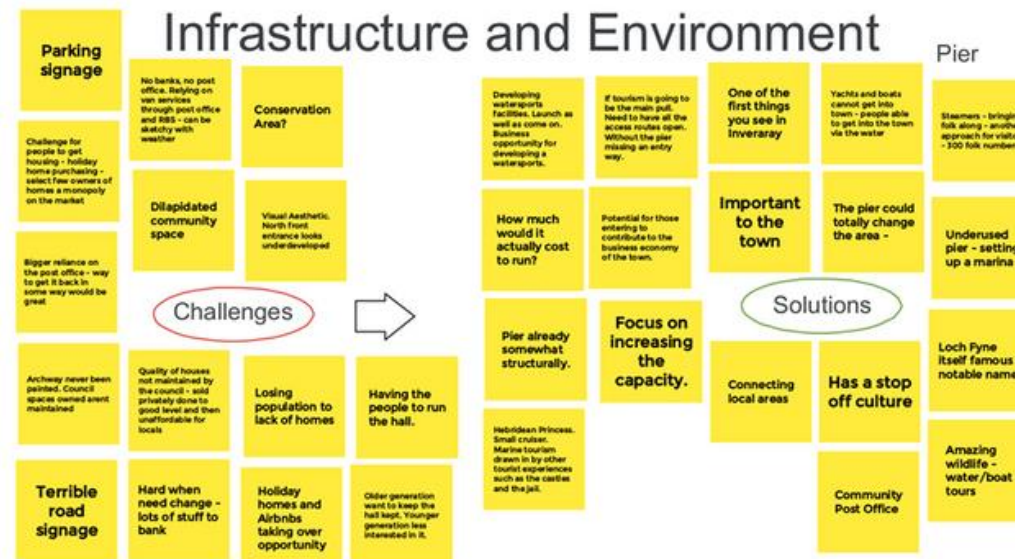 Infrastructure and Environment
Pier
Parking
signage
No banks, no post
office. Relying on
van services
through post office
and RBS - can be
sketchy with
weather
Conservation
Area?
Challenge for
people to get
housing - holiday
home purchasing -
select few owners of
homes a monopoly
on the market
Dilapidated
community
space
Visual Aesthetic.
North front
entrance looks
underdeveloped
Bigger reliance on
the post office - way
to get it back in
some way would be
great
Challenges
Archway never been
painted. Council
spaces owned arent
maintained
Quality of houses
not maintained by
the council - sold
privately done to
good level and then
unaffordable for
locals
Losing
population to
lack of homes
Having the
people to run
the hall.
Terrible
road
signage
Hard when
need change -
lots of stuff to
bank
Holiday
homes and
Airbnbs
taking over
opportunity
Older generation
want to keep the
hall kept. Younger
generation less
interested in it.
Developing
watersports
facilities. Launch as
well as come on.
Business
opportunity for
developing a
watersports.
If tourism is going to
be the main pull.
Need to have all the
access routes open.
Without the pier
missing an entry
way.
One of the
first things
you see in
Inveraray
Yachts and boats
cannot get into
town - people able
to get into the town
via the water
Steamers - bringin
folk along - anoth
approach for visit
- 300 folk number
How much
would it
actually cost
to run?
Potential for those
entering to
contribute to the
business economy
of the town.
Important
to the
town
The pier could
totally change
the area -
Underused
pier - setting
up a marina
Solutions
Pier already
somewhat
structurally.
Focus on
increasing
the
capacity.
Connecting
local areas
Has a stop
off culture
Loch Fyne
itself famous
notable name
Hebridean Princess.
Small cruiser.
Marine tourism
drawn in by other
tourist experiences
such as the castles
and the jail.
Community
Post Office
Amazing
wildlife -
water/boat
tours